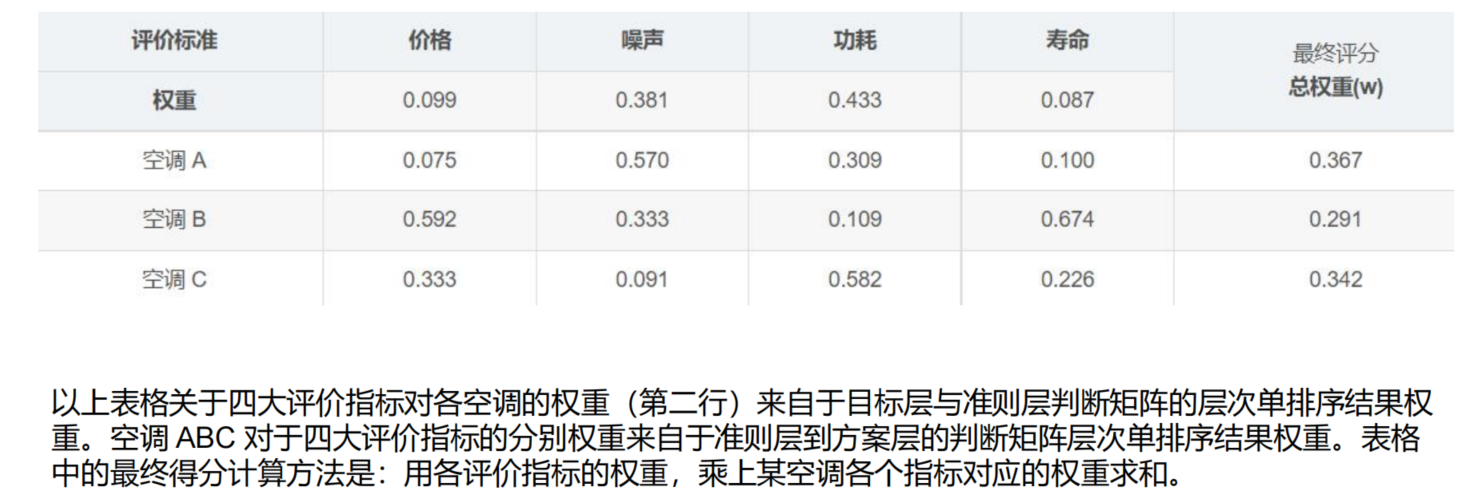 评价标准 价格 噪声 功耗 寿命 最终评分
权重 0.099 0.381 0.433 0.087 总权重(w)
空调 A 0.075 0.570 0.309 0.100 0.367
空调 B 0.592 0.333 0.109 0.674 0.291
空调 C 0.333 0.091 0.582 0.226 0.342
以上表格关于四大评价指标对各空调的权重（第二行）来自于目标层与准则层判断矩阵的层次单排序结果权
重。空调 ABC 对于四大评价指标的分别权重来自于准则层到方案层的判断矩阵层次单排序结果权重。表格
中的最终得分计算方法是：用各评价指标的权重，乘上某空调各个指标对应的权重求和。